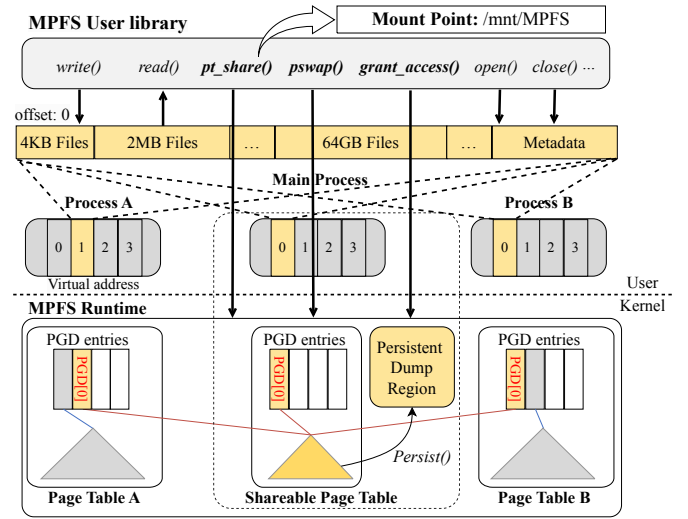 MPFS User library
Mount Point: /mnt/MPFS
write() read() pt_share() pswap() grant_access() open() close() ...
offset: 0
4KB Files 2MB Files ... 64GB Files ... Metadata
Main Process
Process A Process B
0 1 2 3 0 1 2 3 0 1 2 3
Virtual address
User
Kernel
MPFS Runtime
PGD entries PGD entries PGD entries
PGD[0] PGD[0] PGD[0]
Persistent
Dump
Region
Persist()
Page Table A Shareable Page Table Page Table B